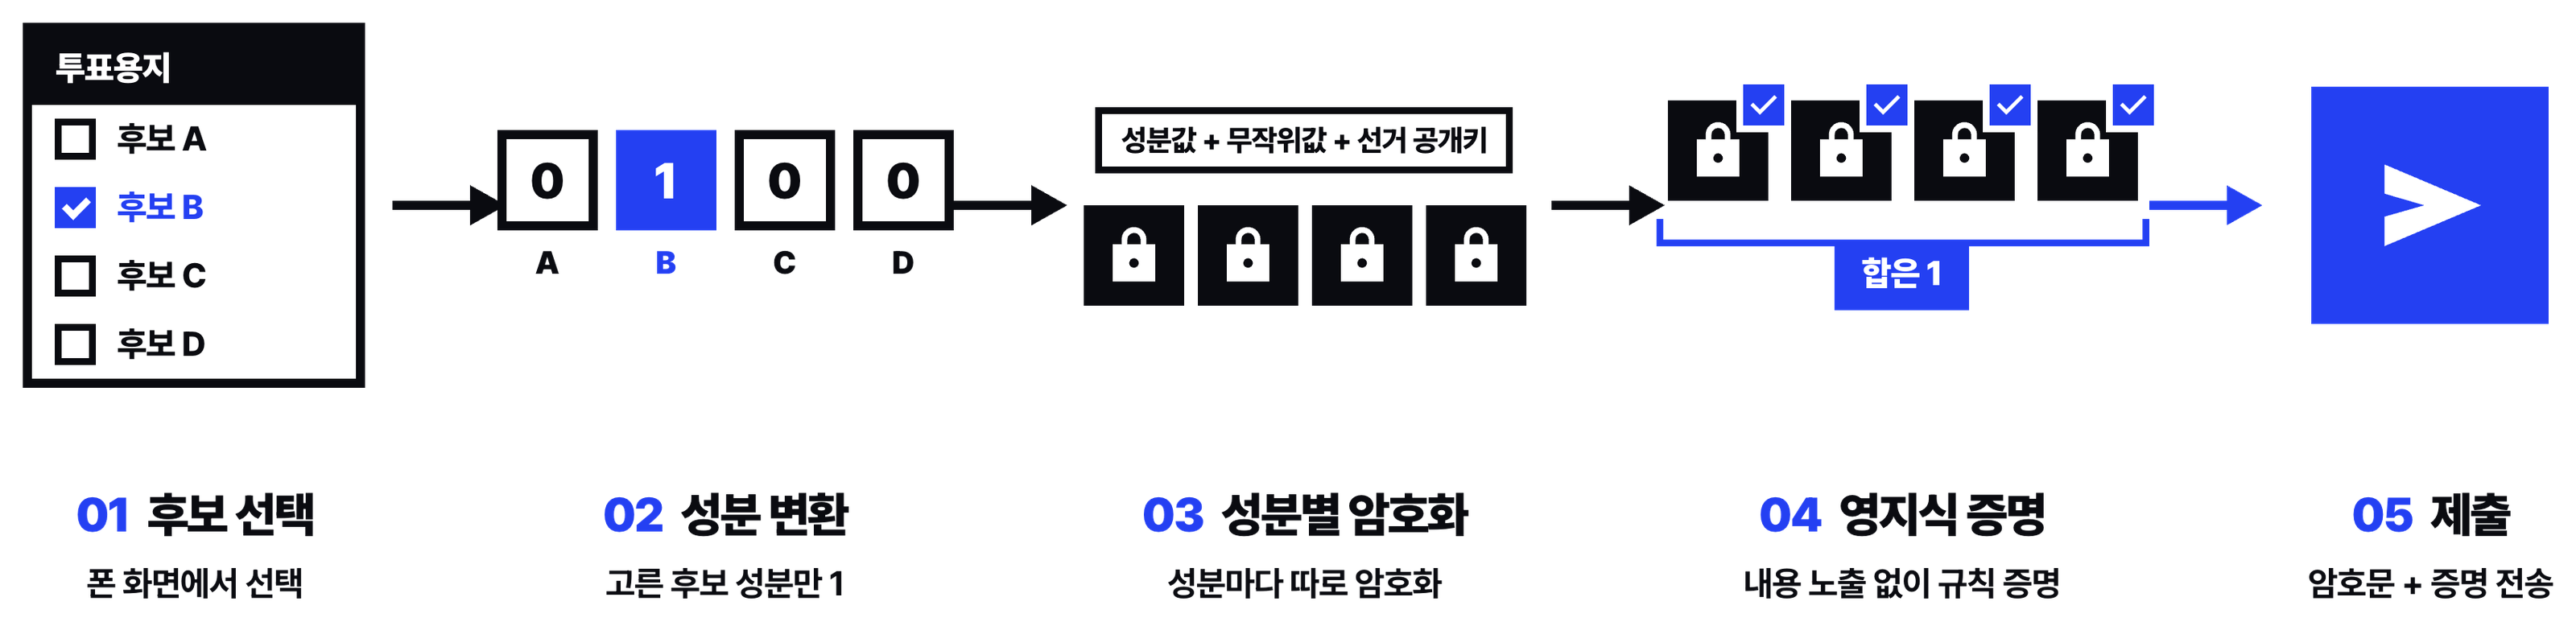 투표용지
후보 A
후보 B
후보 C
후보 D
0 1 0 0
A B C D
성분값 + 무작위값 + 선거 공개키
합은 1
01 후보 선택
폰 화면에서 선택
02 성분 변환
고른 후보 성분만 1
03 성분별 암호화
성분마다 따로 암호화
04 영지식 증명
내용 노출 없이 규칙 증명
05 제출
암호문 + 증명 전송